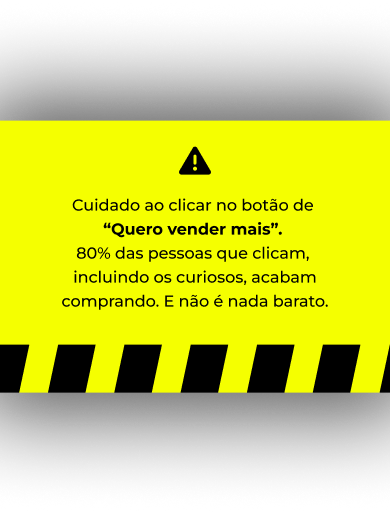 Cuidado ao clicar no botão de
“Quero vender mais”.
80% das pessoas que clicam,
incluindo os curiosos, acabam
comprando. E não é nada barato.